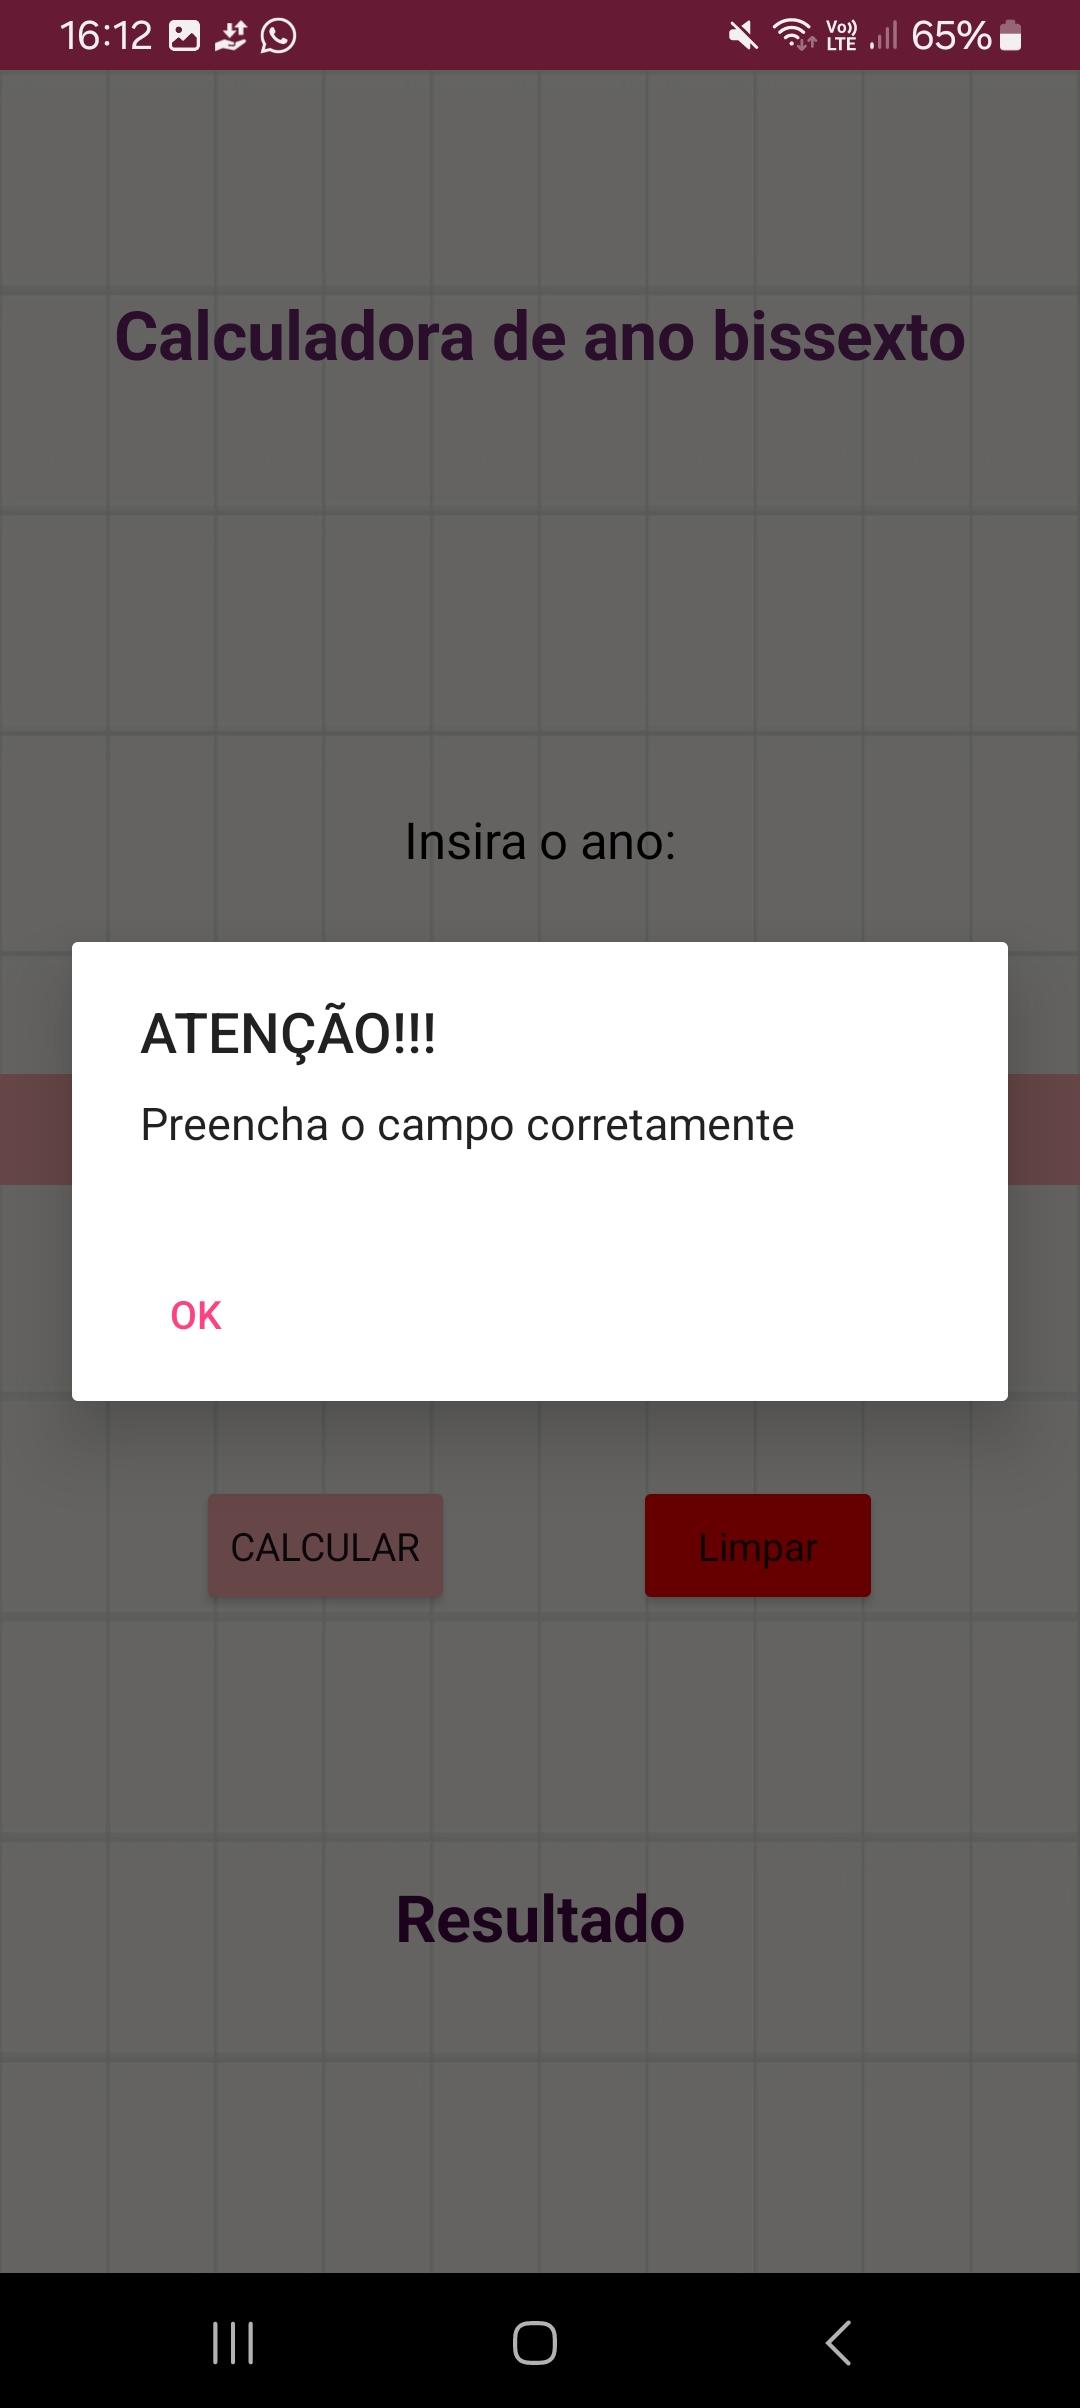 16:12
Vo)) LTE 65%
Calculadora de ano bissexto
Insira o ano:
ATENÇÃO!!!
Preencha o campo corretamente
OK
CALCULAR Limpar
Resultado